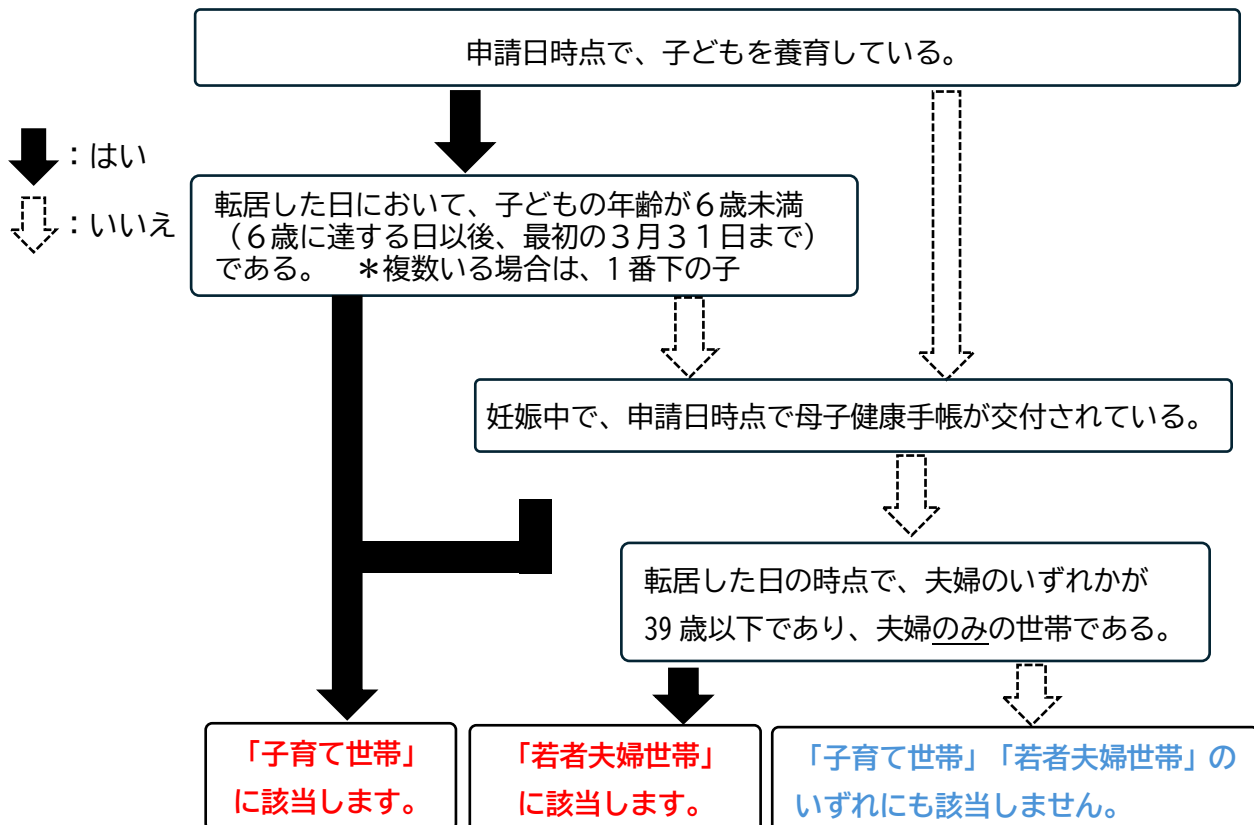 申請日時点で、子どもを養育している。
：はい
：いいえ
転居した日において、子どもの年齢が６歳未満
（６歳に達する日以後、最初の３月３１日まで）
である。　＊複数いる場合は、1番下の子
妊娠中で、申請日時点で母子健康手帳が交付されている。
転居した日の時点で、夫婦のいずれかが
39歳以下であり、夫婦のみの世帯である。
「子育て世帯」
に該当します。
「若者夫婦世帯」
に該当します。
「子育て世帯」「若者夫婦世帯」の
いずれにも該当しません。